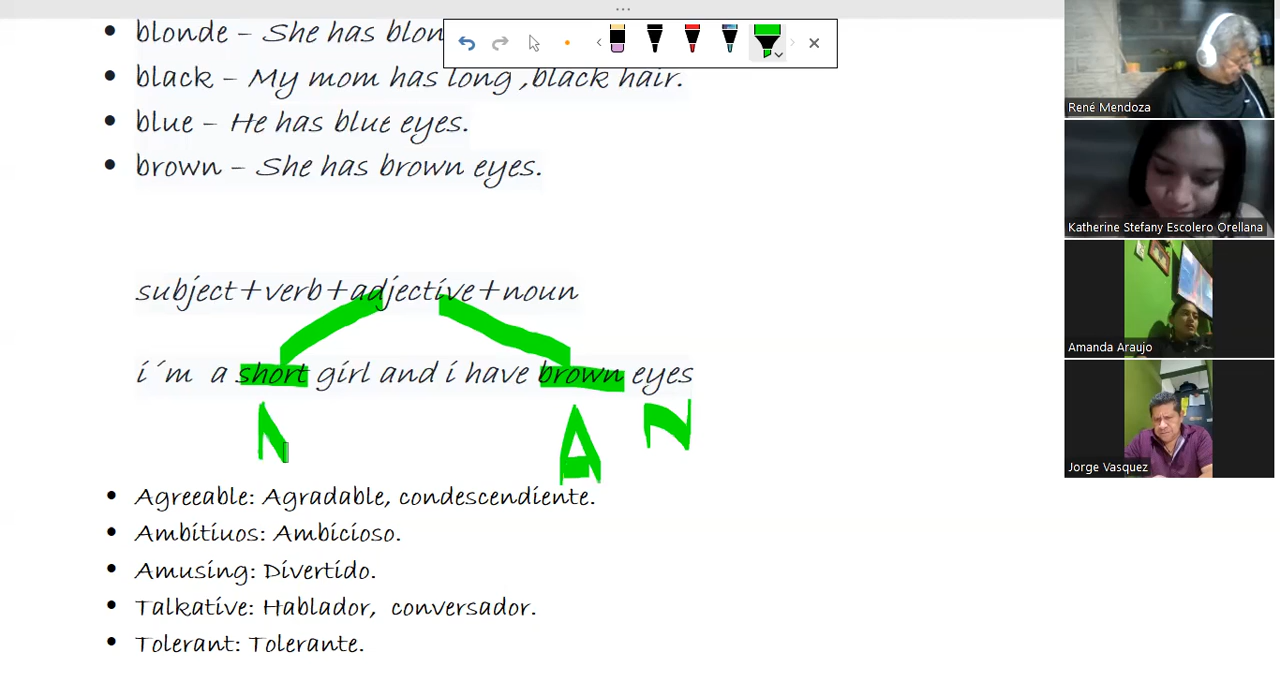 blonde – She has blon
black – My mom has long ,black hair.
blue – He has blue eyes.
brown – She has brown eyes.
subject+verb+adjective+noun
i´m a short girl and i have brown eyes
A N
Agreeable: Agradable, condescendiente.
Ambitiuos: Ambicioso.
Amusing: Divertido.
Talkative: Hablador, conversador.
Tolerant: Tolerante.
René Mendoza
Katherine Stefany Escolero Orellana
Amanda Araujo
Jorge Vasquez